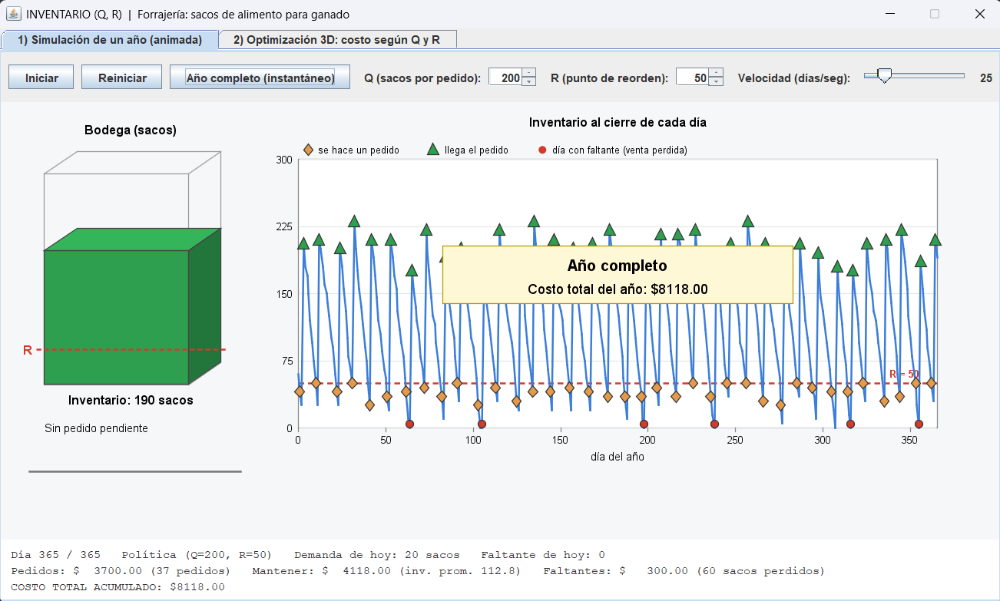 INVENTARIO (Q, R) | Forrajería: sacos de alimento para ganado
1) Simulación de un año (animada) 2) Optimización 3D: costo según Q y R
Iniciar Reiniciar Año completo (instantáneo) Q (sacos por pedido): 200 R (punto de reorden): 50 Velocidad (días/seg): 25
Bodega (sacos)
R
Inventario: 190 sacos
Sin pedido pendiente
Inventario al cierre de cada día
se hace un pedido llega el pedido día con faltante (venta perdida)
300
225
150
75
0
R = 50
Año completo
Costo total del año: $8118.00
0 50 100 150 200 250 300 350
día del año
Día 365 / 365 Política (Q=200, R=50) Demanda de hoy: 20 sacos Faltante de hoy: 0
Pedidos: $ 3700.00 (37 pedidos) Mantener: $ 4118.00 (inv. prom. 112.8) Faltantes: $ 300.00 (60 sacos perdidos)
COSTO TOTAL ACUMULADO: $8118.00